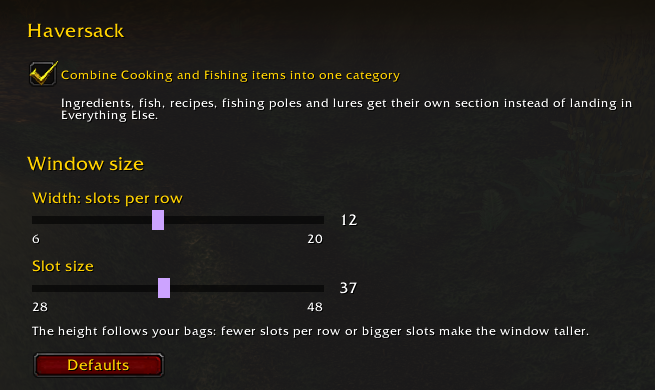 Haversack
Combine Cooking and Fishing items into one category
Ingredients, fish, recipes, fishing poles and lures get their own section instead of landing in
Everything Else.
Window size
Width: slots per row
12
6
20
Slot size
37
28
48
The height follows your bags: fewer slots per row or bigger slots make the window taller.
Defaults